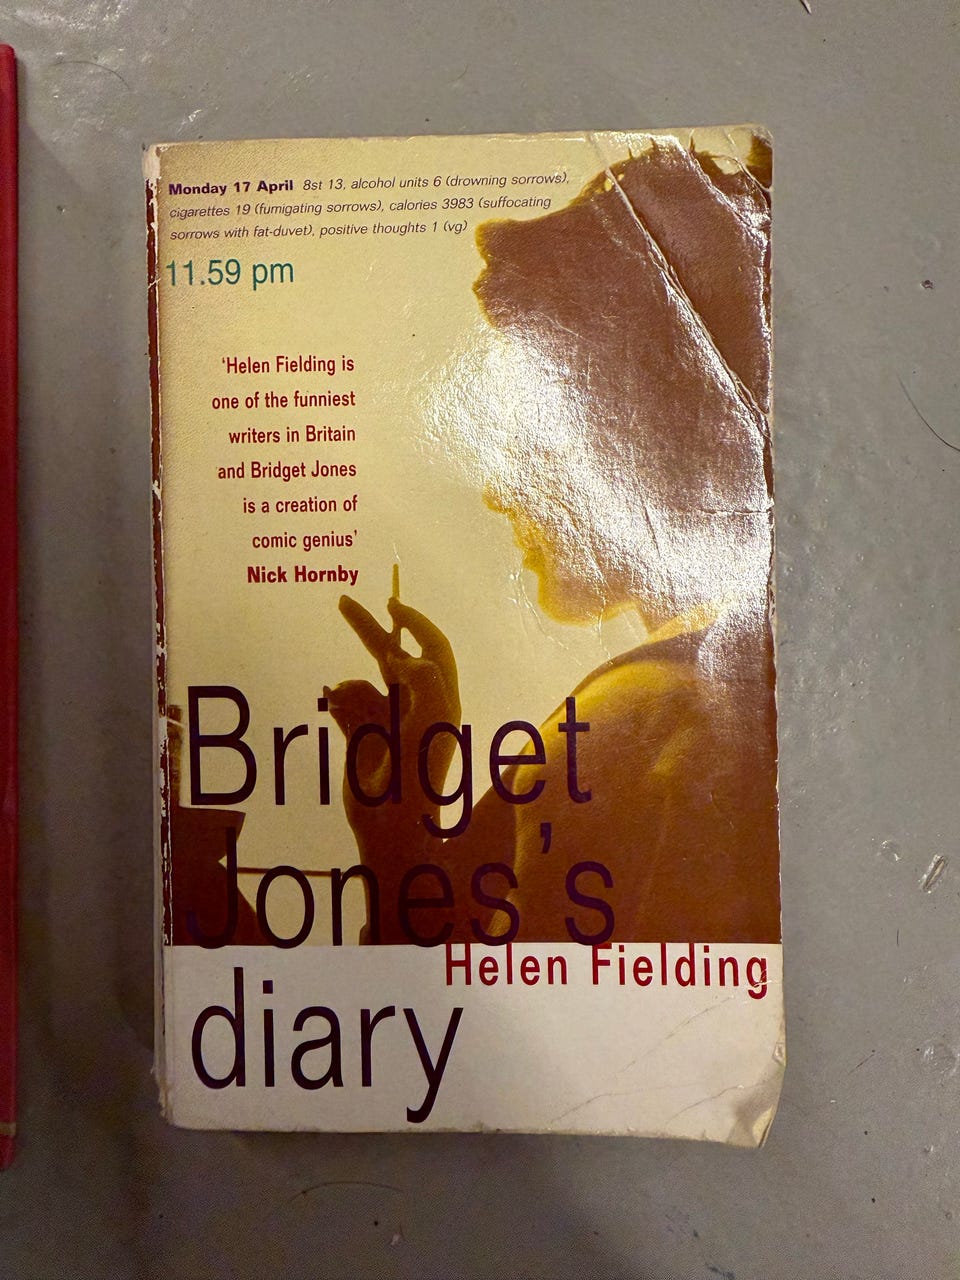 Monday 17 April 8st 13, alcohol units 6 (drowning sorrows),
cigarettes 19 (fumigating sorrows), calories 3983 (suffocating
sorrows with fat-duvet), positive thoughts 1 (vg)
11.59 pm
‘Helen Fielding is
one of the funniest
writers in Britain
and Bridget Jones
is a creation of
comic genius’
Nick Hornby
Bridget
Jones’s
diary
Helen Fielding